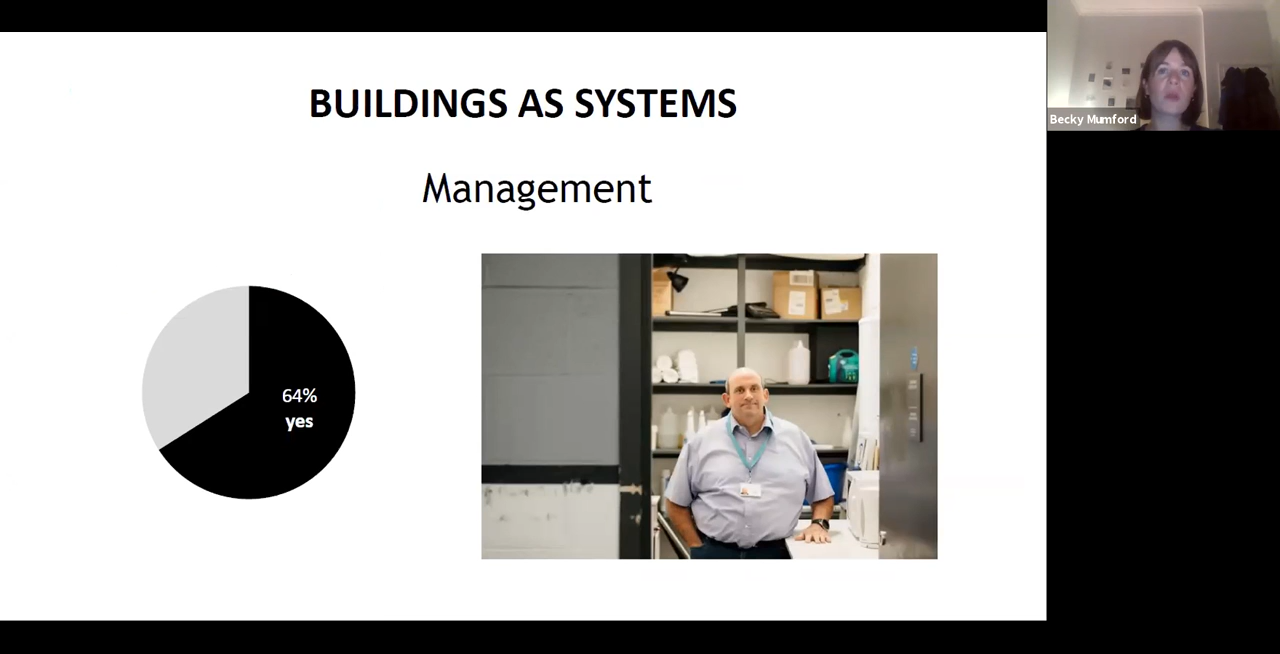 BUILDINGS AS SYSTEMS
Management
64%
yes
Becky Mumford